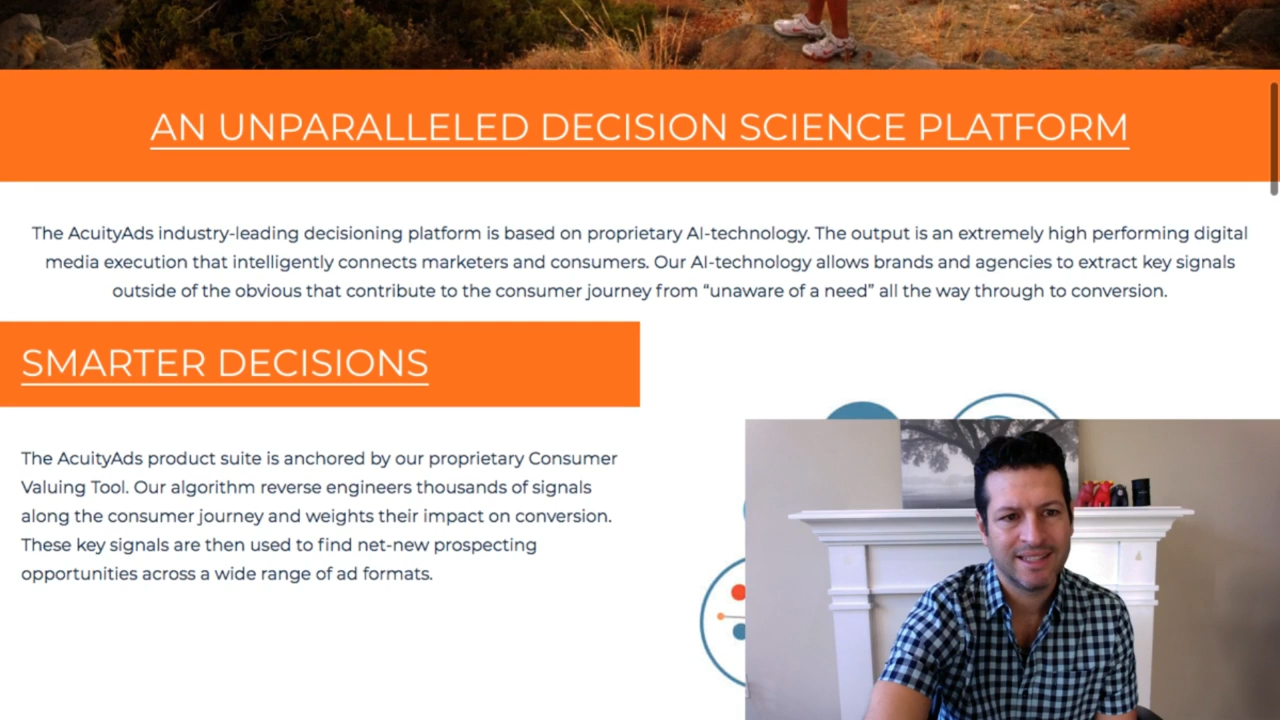 AN UNPARALLELED DECISION SCIENCE PLATFORM
The AcuityAds industry-leading decisioning platform is based on proprietary AI-technology. The output is an extremely high performing digital
media execution that intelligently connects marketers and consumers. Our AI-technology allows brands and agencies to extract key signals
outside of the obvious that contribute to the consumer journey from “unaware of a need” all the way through to conversion.
SMARTER DECISIONS
The AcuityAds product suite is anchored by our proprietary Consumer
Valuing Tool. Our algorithm reverse engineers thousands of signals
along the consumer journey and weights their impact on conversion.
These key signals are then used to find net-new prospecting
opportunities across a wide range of ad formats.